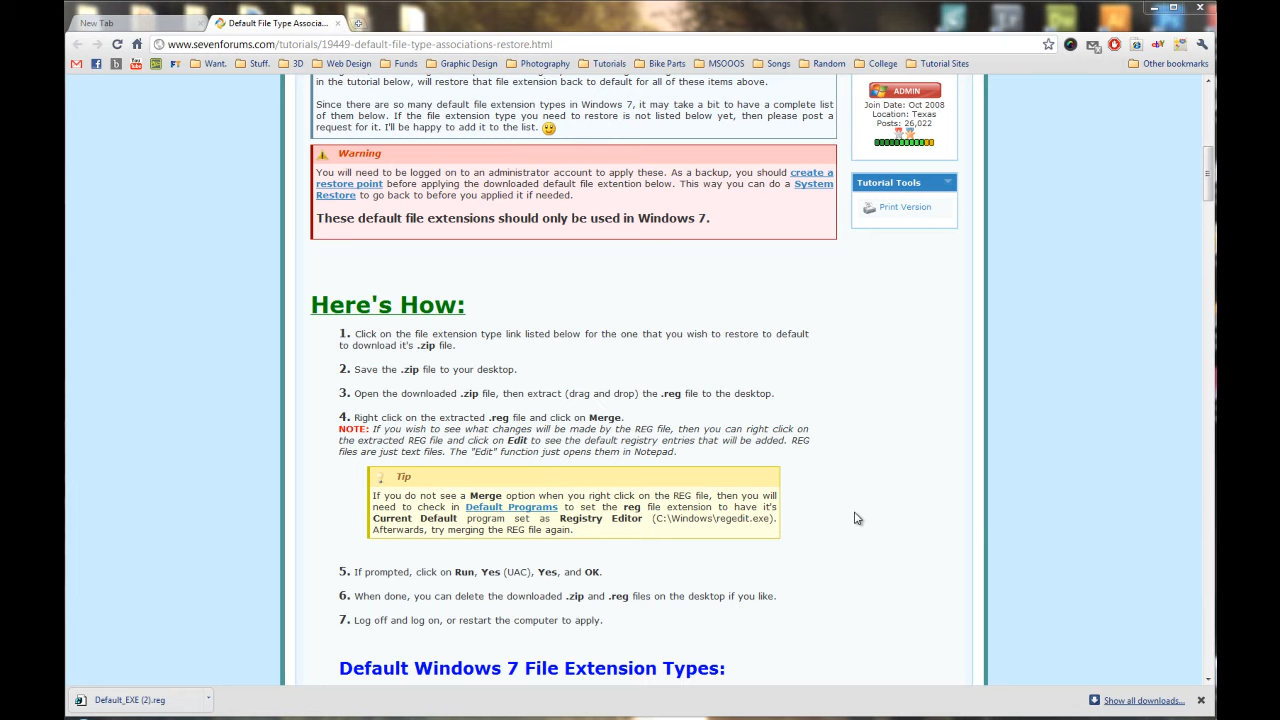 New Tab
Default File Type Associa...
www.sevenforums.com/tutorials/19449-default-file-type-associations-restore.html
Want.
Stuff.
3D
Web Design
Funds
Graphic Design
Photography
Tutorials
Bike Parts
MSOOOS
Songs
Random
College
Tutorial Sites
Other bookmarks
in the tutorial below, will restore that file extension back to default for all of these items above.
Since there are so many default file extension types in Windows 7, it may take a bit to have a complete list
of them below. If the file extension type you need to restore is not listed below yet, then please post a
request for it. I'll be happy to add it to the list.
ADMIN
Join Date: Oct 2008
Location: Texas
Posts: 26,022
Warning
You will need to be logged on to an administrator account to apply these. As a backup, you should create a
restore point before applying the downloaded default file extention below. This way you can do a System
Restore to go back to before you applied it if needed.
These default file extensions should only be used in Windows 7.
Tutorial Tools
Print Version
Here's How:
1. Click on the file extension type link listed below for the one that you wish to restore to default
to download it's .zip file.
2. Save the .zip file to your desktop.
3. Open the downloaded .zip file, then extract (drag and drop) the .reg file to the desktop.
4. Right click on the extracted .reg file and click on Merge.
NOTE: If you wish to see what changes will be made by the REG file, then you can right click on
the extracted REG file and click on Edit to see the default registry entries that will be added. REG
files are just text files. The "Edit" function just opens them in Notepad.
Tip
If you do not see a Merge option when you right click on the REG file, then you will
need to check in Default Programs to set the reg file extension to have it's
Current Default program set as Registry Editor (C:\Windows\regedit.exe).
Afterwards, try merging the REG file again.
5. If prompted, click on Run, Yes (UAC), Yes, and OK.
6. When done, you can delete the downloaded .zip and .reg files on the desktop if you like.
7. Log off and log on, or restart the computer to apply.
Default Windows 7 File Extension Types:
Default_EXE (2).reg
Show all downloads...